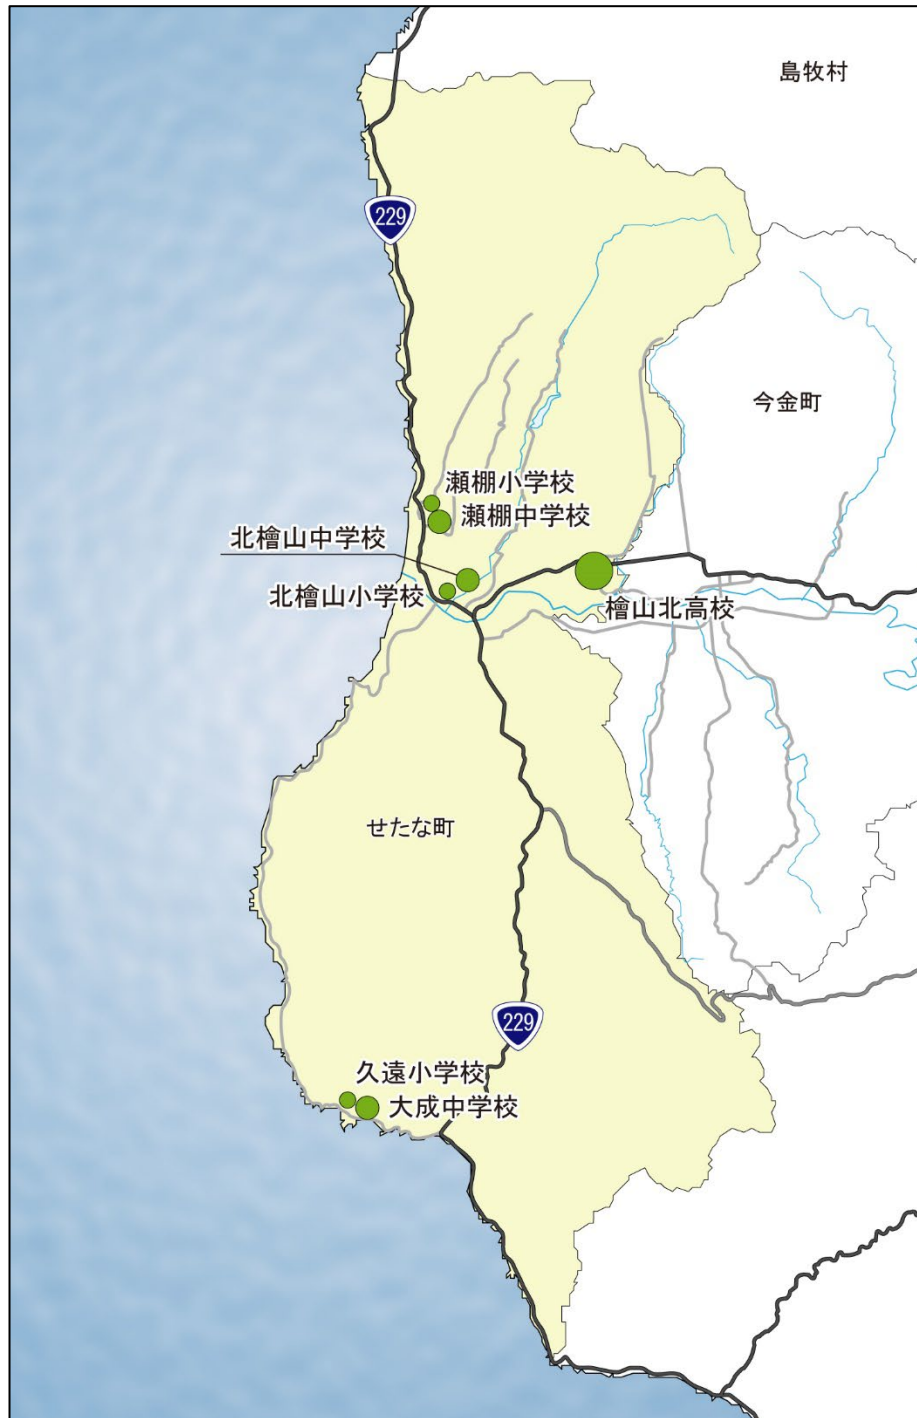 島牧村
229
今金町
瀬棚小学校
瀬棚中学校
北檜山中学校
北檜山小学校
檜山北高校
せたな町
229
久遠小学校
大成中学校